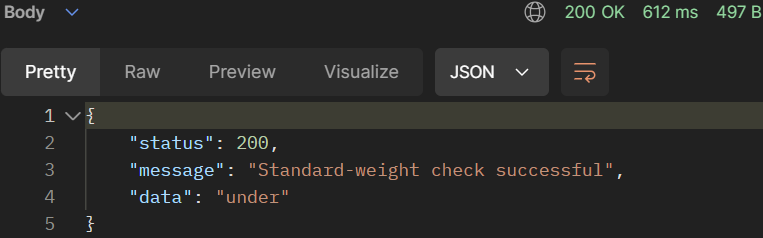 Body 200 OK 612 ms 497 B
Pretty Raw Preview Visualize JSON
1 {
2 "status": 200,
3 "message": "Standard-weight check successful",
4 "data": "under"
5 }